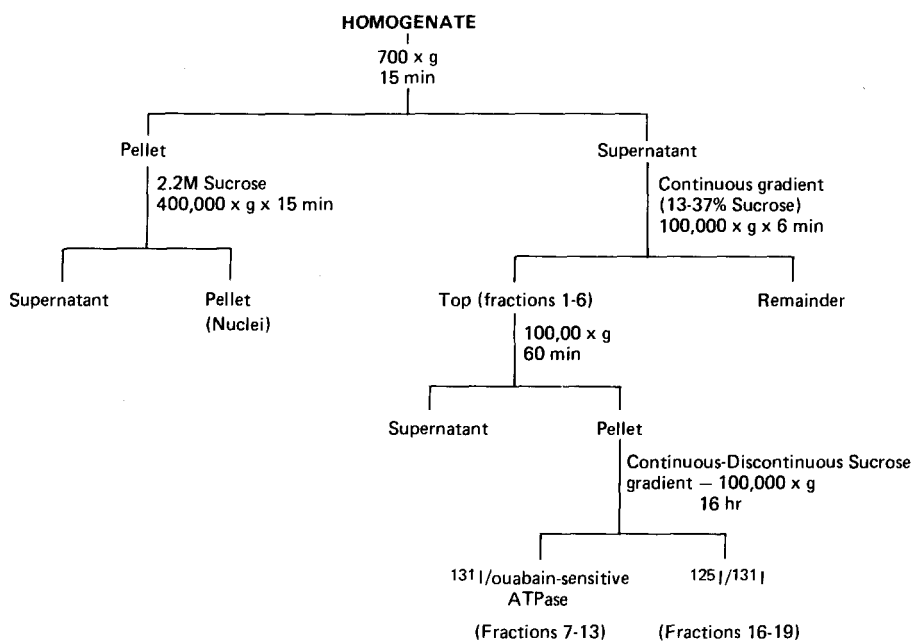 HOMOGENATE
700 x g
15 min
Pellet
Supernatant
2.2M Sucrose
400,000 x g x 15 min
Continuous gradient
(13-37% Sucrose)
100,000 x g x 6 min
Supernatant
Pellet
(Nuclei)
Top (fractions 1-6)
Remainder
100,00 x g
60 min
Supernatant
Pellet
Continuous-Discontinuous Sucrose
gradient — 100,000 x g
16 hr
131I/ouabain-sensitive
ATPase
(Fractions 7-13)
125I/131I
(Fractions 16-19)